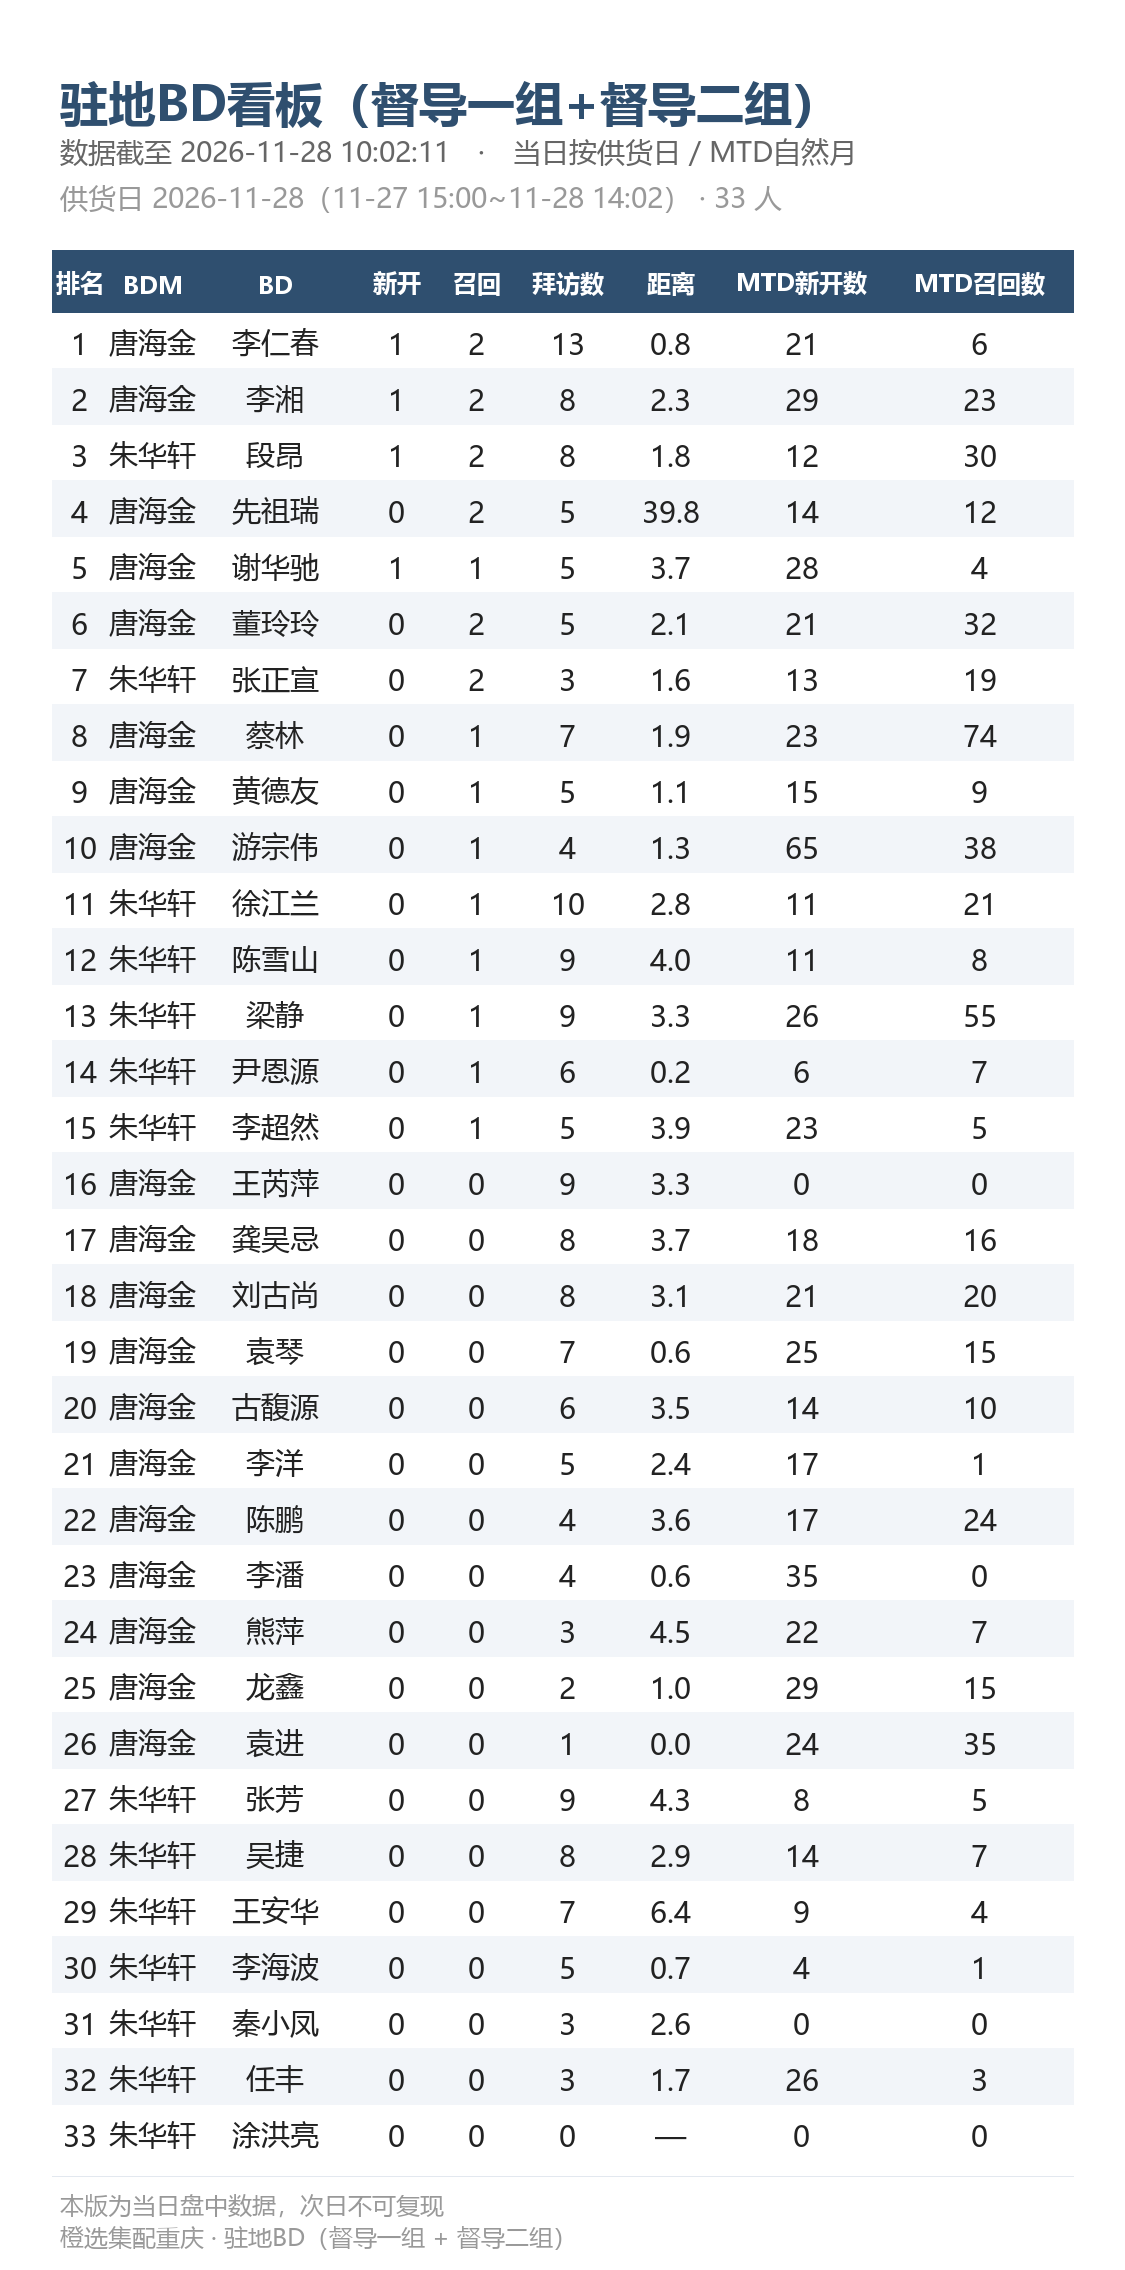 驻地BD看板（督导一组+督导二组）
数据截至 2026-11-28 10:02:11 · 当日按供货日 / MTD自然月
供货日 2026-11-28（11-27 15:00~11-28 14:02） · 33 人
排名 BDM BD 新开 召回 拜访数 距离 MTD新开数 MTD召回数
1 唐海金 李仁春 1 2 13 0.8 21 6
2 唐海金 李湘 1 2 8 2.3 29 23
3 朱华轩 段昂 1 2 8 1.8 12 30
4 唐海金 先祖瑞 0 2 5 39.8 14 12
5 唐海金 谢华驰 1 1 5 3.7 28 4
6 唐海金 董玲玲 0 2 5 2.1 21 32
7 朱华轩 张正宣 0 2 3 1.6 13 19
8 唐海金 蔡林 0 1 7 1.9 23 74
9 唐海金 黄德友 0 1 5 1.1 15 9
10 唐海金 游宗伟 0 1 4 1.3 65 38
11 朱华轩 徐江兰 0 1 10 2.8 11 21
12 朱华轩 陈雪山 0 1 9 4.0 11 8
13 朱华轩 梁静 0 1 9 3.3 26 55
14 朱华轩 尹恩源 0 1 6 0.2 6 7
15 朱华轩 李超然 0 1 5 3.9 23 5
16 唐海金 王芮萍 0 0 9 3.3 0 0
17 唐海金 龚吴忌 0 0 8 3.7 18 16
18 唐海金 刘古尚 0 0 8 3.1 21 20
19 唐海金 袁琴 0 0 7 0.6 25 15
20 唐海金 古馥源 0 0 6 3.5 14 10
21 唐海金 李洋 0 0 5 2.4 17 1
22 唐海金 陈鹏 0 0 4 3.6 17 24
23 唐海金 李潘 0 0 4 0.6 35 0
24 唐海金 熊萍 0 0 3 4.5 22 7
25 唐海金 龙鑫 0 0 2 1.0 29 15
26 唐海金 袁进 0 0 1 0.0 24 35
27 朱华轩 张芳 0 0 9 4.3 8 5
28 朱华轩 吴捷 0 0 8 2.9 14 7
29 朱华轩 王安华 0 0 7 6.4 9 4
30 朱华轩 李海波 0 0 5 0.7 4 1
31 朱华轩 秦小凤 0 0 3 2.6 0 0
32 朱华轩 任丰 0 0 3 1.7 26 3
33 朱华轩 涂洪亮 0 0 0 — 0 0
本版为当日盘中数据，次日不可复现
橙选集配重庆 · 驻地BD（督导一组 + 督导二组）